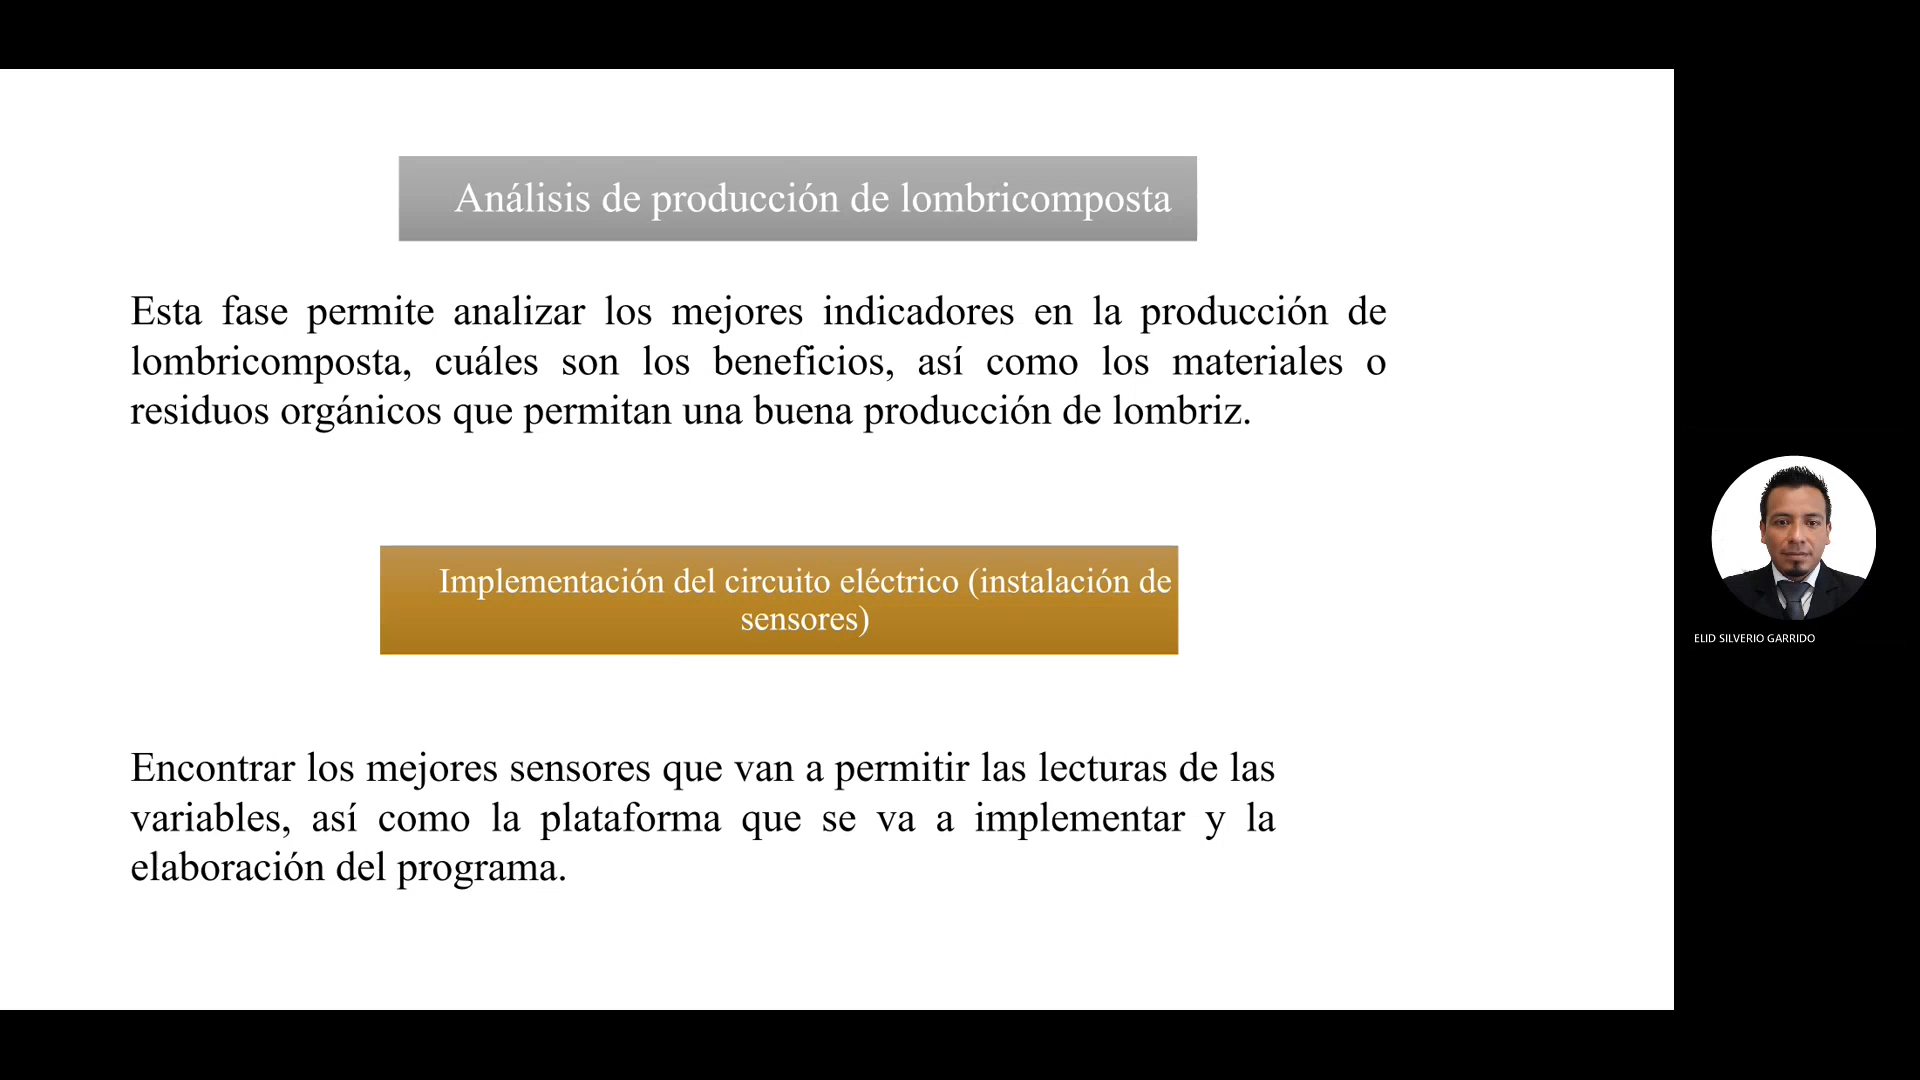 Análisis de producción de lombricomposta
Esta fase permite analizar los mejores indicadores en la producción de
lombricomposta, cuáles son los beneficios, así como los materiales o
residuos orgánicos que permitan una buena producción de lombriz.
Implementación del circuito eléctrico (instalación de
sensores)
Encontrar los mejores sensores que van a permitir las lecturas de las
variables, así como la plataforma que se va a implementar y la
elaboración del programa.
ELID SILVERIO GARRIDO